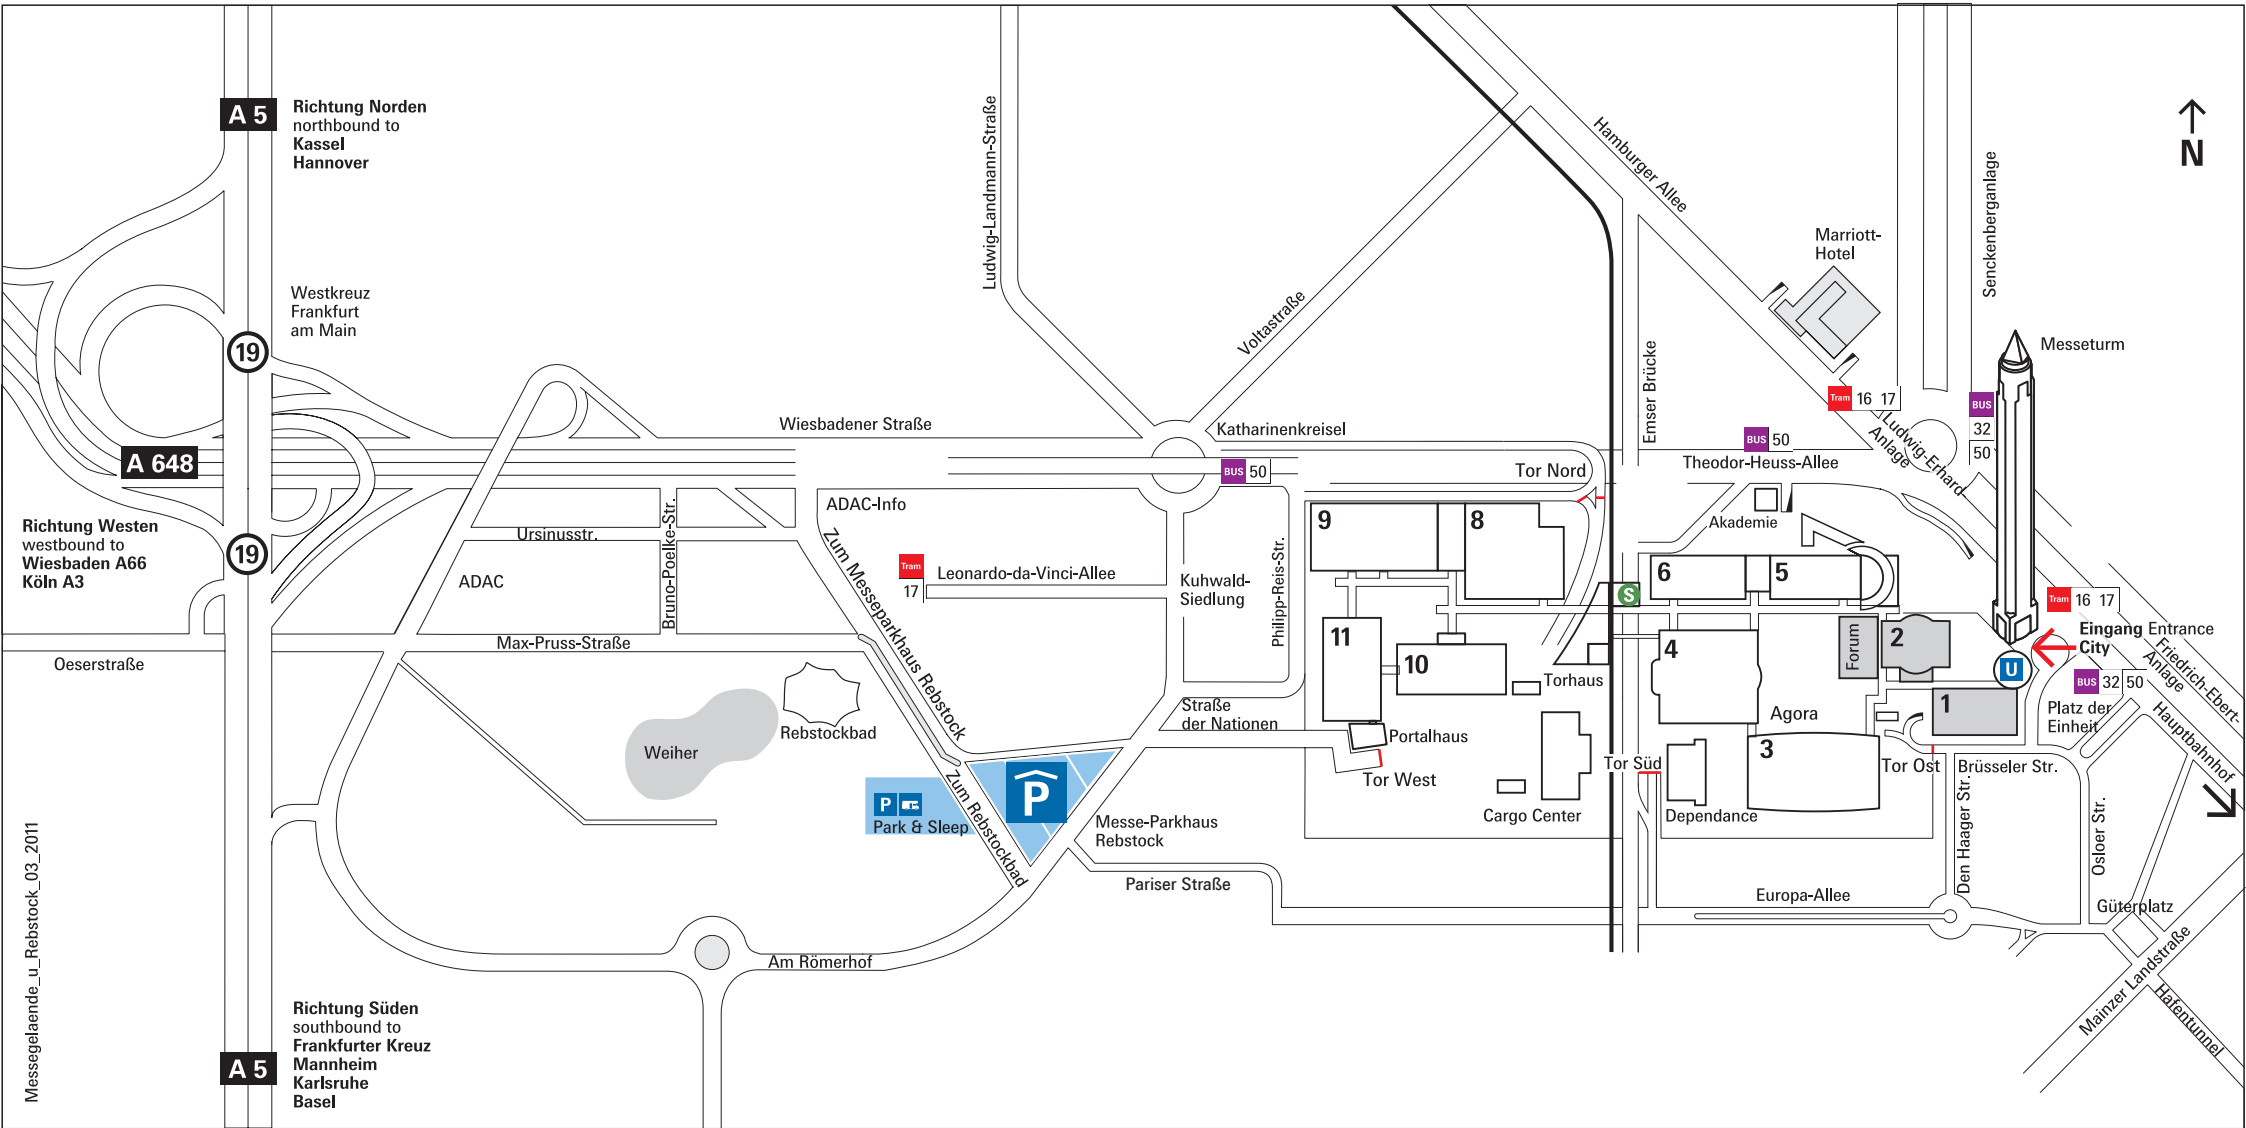 A 5
Richtung Norden
northbound to
Kassel
Hannover
Westkreuz
Frankfurt
am Main
19
A 648
Richtung Westen
westbound to
Wiesbaden A66
Köln A3
19
Oeserstraße
Messegelaende_u_Rebstock_03_2011
Richtung Süden
southbound to
Frankfurter Kreuz
Mannheim
Karlsruhe
Basel
A 5
Wiesbadener Straße
Ursinusstr.
ADAC
Bruno-Poelke-Str.
Max-Pruss-Straße
ADAC-Info
Zum Messeparkhaus Rebstock
Tram
17
Leonardo-da-Vinci-Allee
Kuhwald-
Siedlung
Weiher
Rebstockbad
P
Park & Sleep
Zum Rebstockbad
P
Messe-Parkhaus
Rebstock
Pariser Straße
Am Römerhof
Ludwig-Landmann-Straße
Voltastraße
Katharinenkreisel
BUS 50
Philipp-Reis-Str.
Straße
der Nationen
Tor Nord
9
8
11
10
Portalhaus
Tor West
Torhaus
Cargo Center
Tor Süd
Dependance
Hamburger Allee
Emser Brücke
Marriott-
Hotel
Senckenberganlage
Messeturm
Tram 16 17
Ludwig-Erhard-
Anlage
BUS
32
50
BUS 50
Theodor-Heuss-Allee
Akademie
S
6
5
4
Forum
2
1
3
Agora
Tor Ost
U
Tram 16 17
Eingang Entrance
City
BUS 32 50
Friedrich-Ebert-
Anlage
Platz der
Einheit
Hauptbahnhof
Brüsseler Str.
Den Haager Str.
Osloer Str.
Europa-Allee
Güterplatz
Mainzer Landstraße
Hafentunnel
N